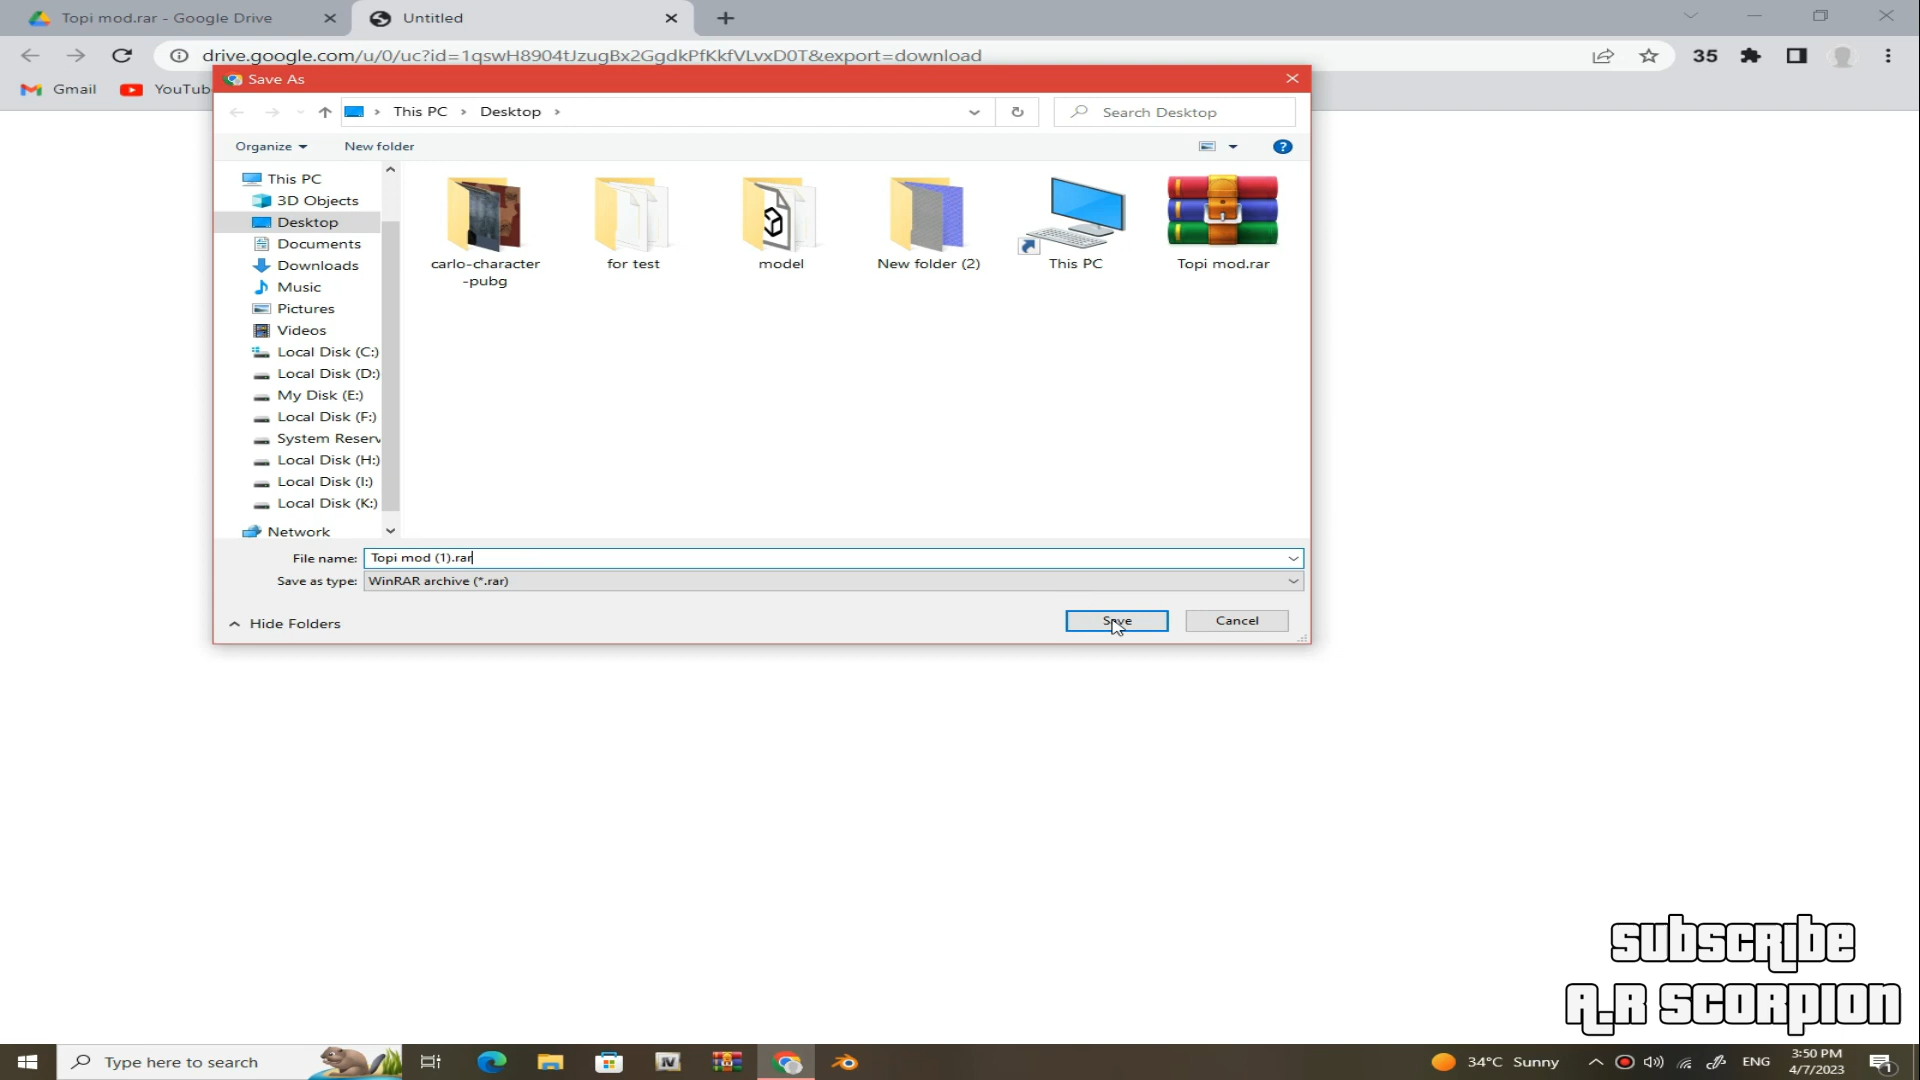 Topi mod.rar - Google Drive
Untitled
drive.google.com/u/0/uc?id=1qswH8904tJzugBx2GgdkPfKkfVLvxD0T&export=download
35
Gmail
YouTub
Save As
This PC
Desktop
Search Desktop
Organize
New folder
This PC
3D Objects
Desktop
Documents
Downloads
Music
Pictures
Videos
Local Disk (C:)
Local Disk (D:)
My Disk (E:)
Local Disk (F:)
System Reserv
Local Disk (H:)
Local Disk (I:)
Local Disk (K:)
Network
carlo-character
-pubg
for test
model
New folder (2)
This PC
Topi mod.rar
File name: Topi mod (1).rar
Save as type: WinRAR archive (*.rar)
Hide Folders
Save
Cancel
subscribe
A.R SCORPION
Type here to search
IV
34°C Sunny
ENG
3:50 PM
4/7/2023
1